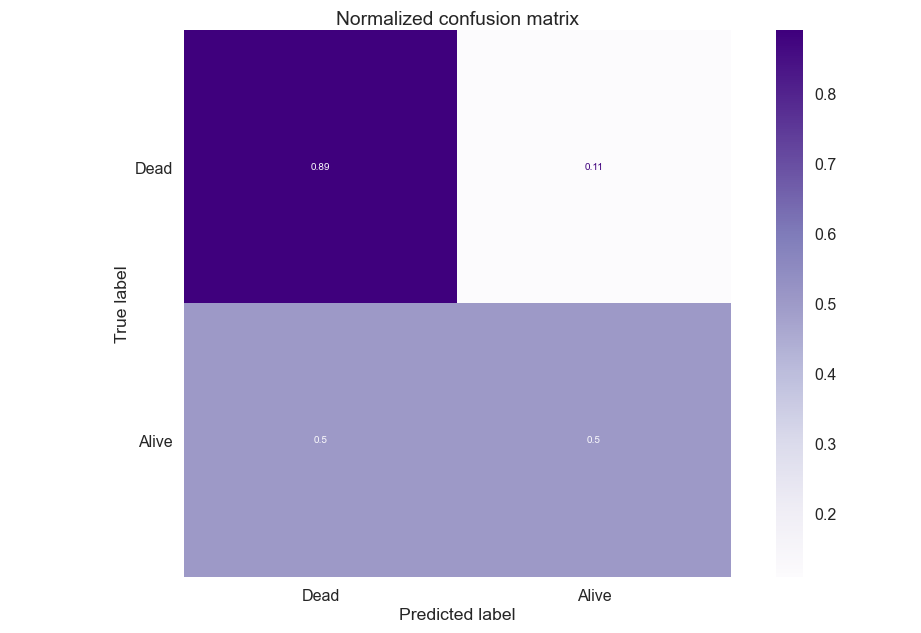 Normalized confusion matrix
True label
Dead
0.89
0.11
Alive
0.5
0.5
Dead
Alive
Predicted label
0.8
0.7
0.6
0.5
0.4
0.3
0.2